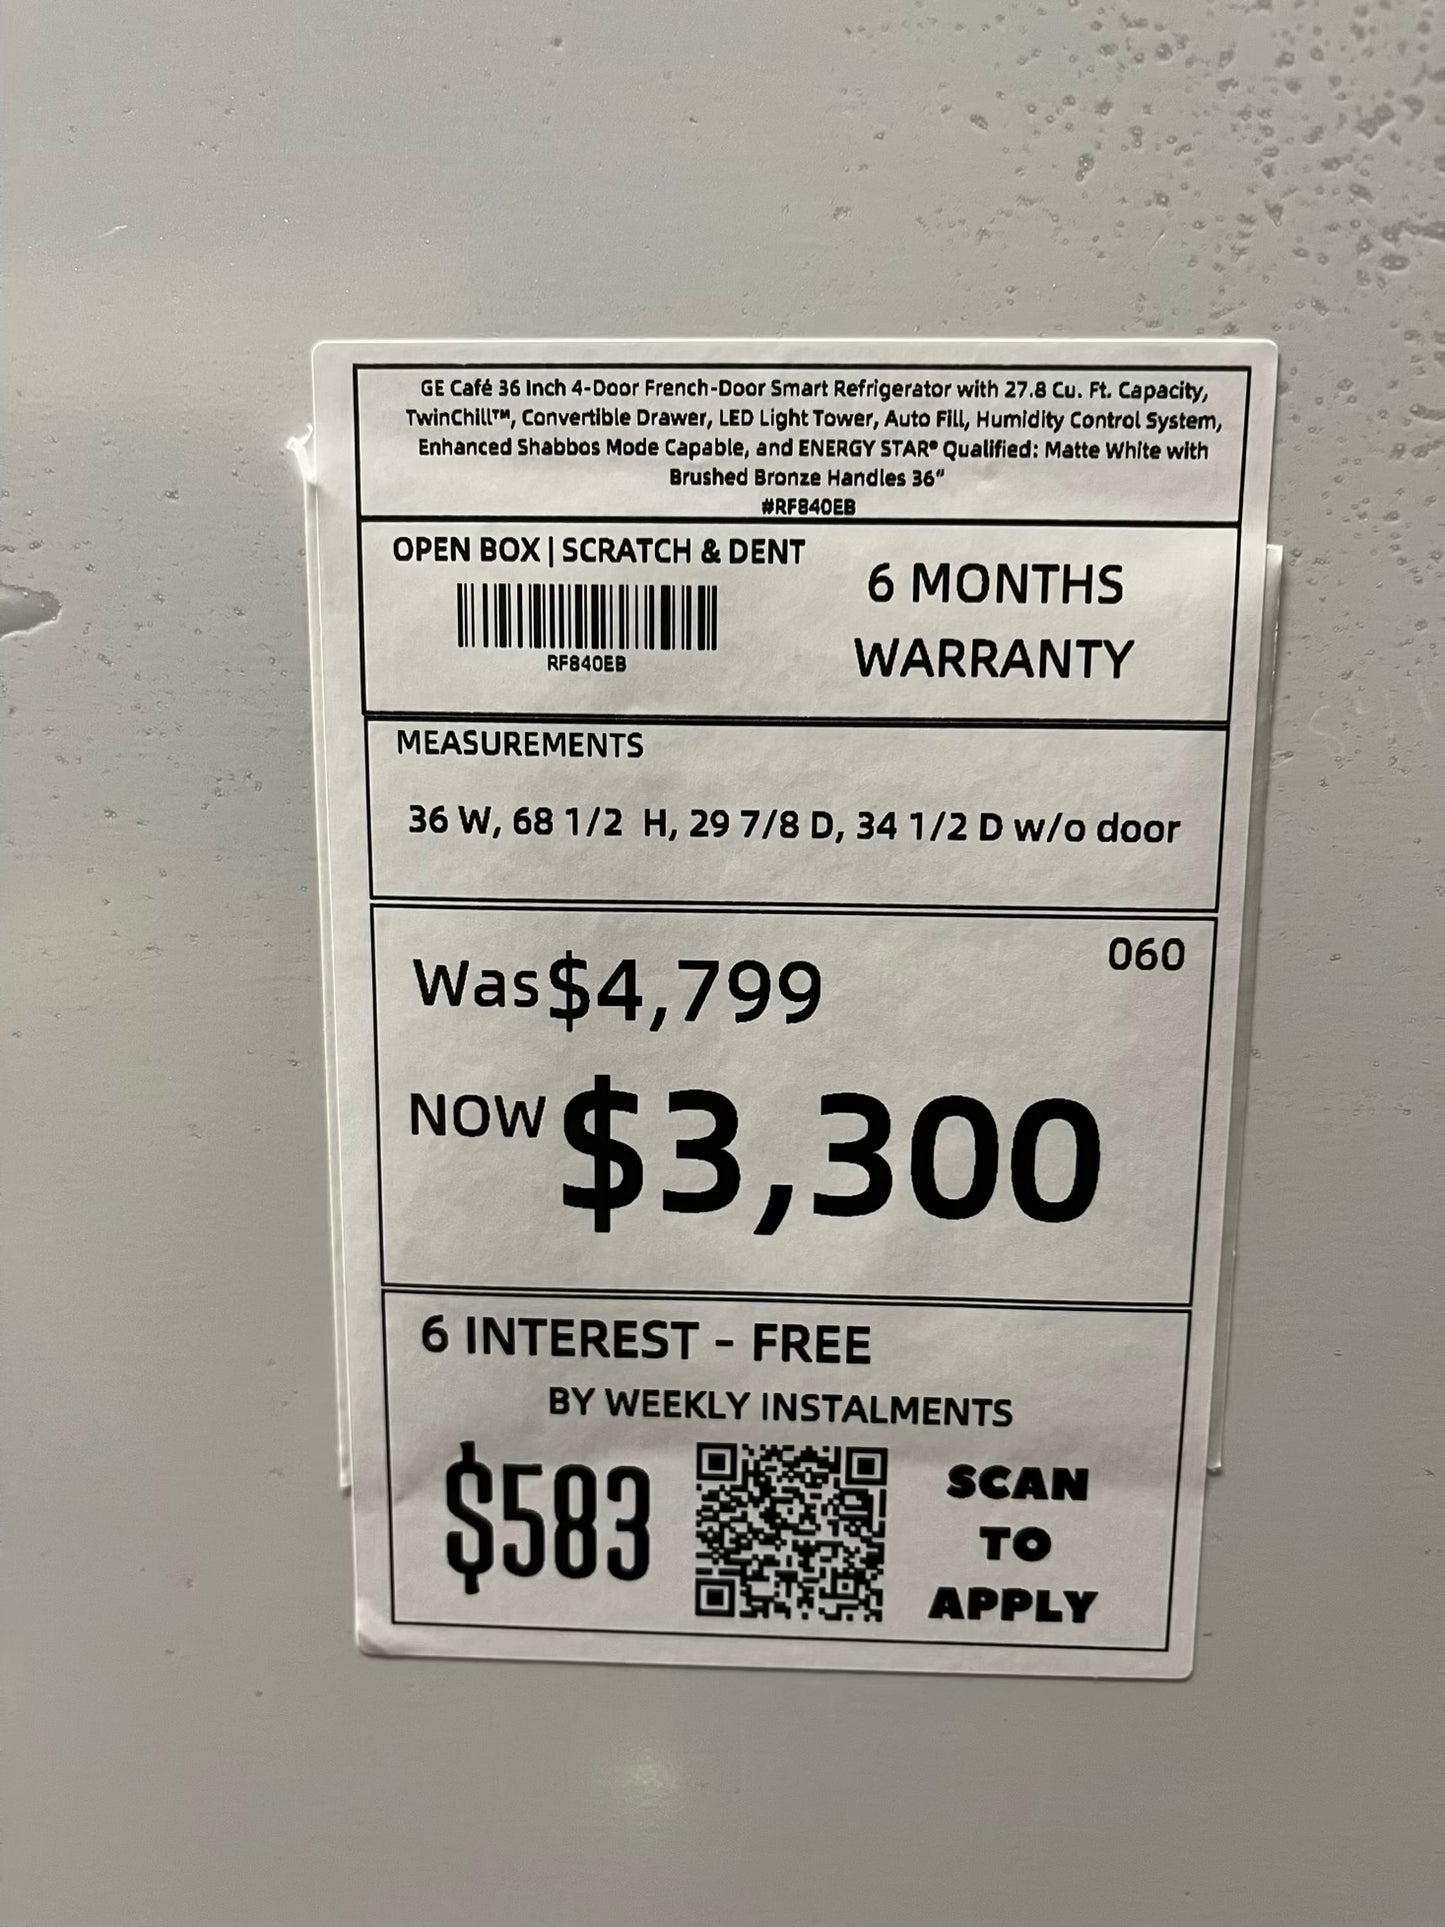 GE Café 36 Inch 4-Door French-Door Smart Refrigerator with 27.8 Cu. Ft. Capacity,
TwinChill™, Convertible Drawer, LED Light Tower, Auto Fill, Humidity Control System,
Enhanced Shabbos Mode Capable, and ENERGY STAR® Qualified: Matte White with
Brushed Bronze Handles 36”
#RF840EB
OPEN BOX | SCRATCH & DENT
RF840EB
6 MONTHS
WARRANTY
MEASUREMENTS
36 W, 68 1/2 H, 29 7/8 D, 34 1/2 D w/o door
060
Was $4,799
NOW $3,300
6 INTEREST - FREE
BY WEEKLY INSTALMENTS
$583
SCAN
TO
APPLY